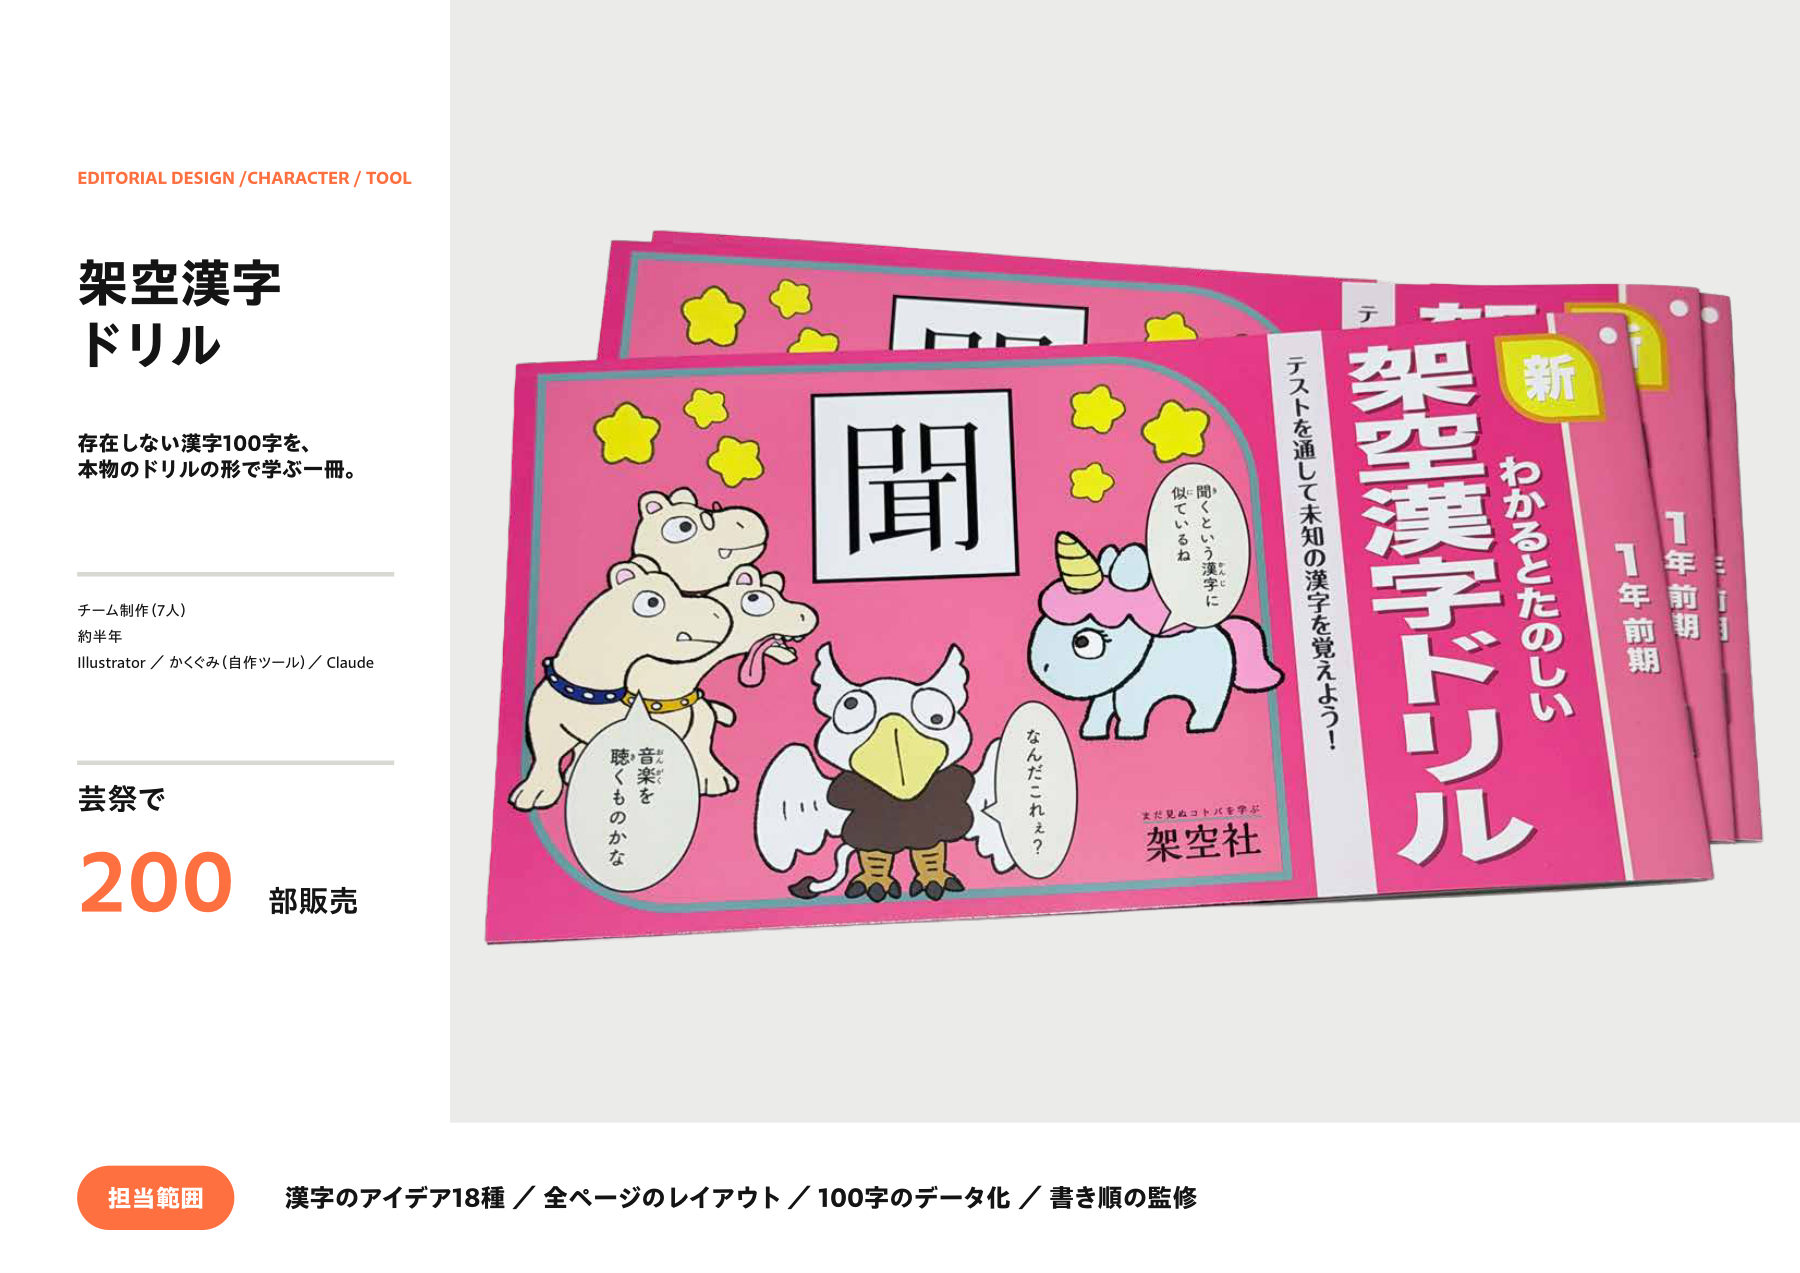 EDITORIAL DESIGN /CHARACTER / TOOL
架空漢字
ドリル
存在しない漢字100字を、
本物のドリルの形で学ぶ一冊。
チーム制作（7人）
約半年
Illustrator ／ かくぐみ（自作ツール）／ Claude
芸祭で
200 部販売
新
わかるとたのしい
架空漢字ドリル
1年 前期
テストを通して未知の漢字を覚えよう！
聞くという漢字に
似ているね
なんだこれぇ？
音楽を
聴くものかな
まだ見ぬコトバを学ぶ
架空社
1年 前期
担当範囲
漢字のアイデア18種 ／ 全ページのレイアウト ／ 100字のデータ化 ／ 書き順の監修